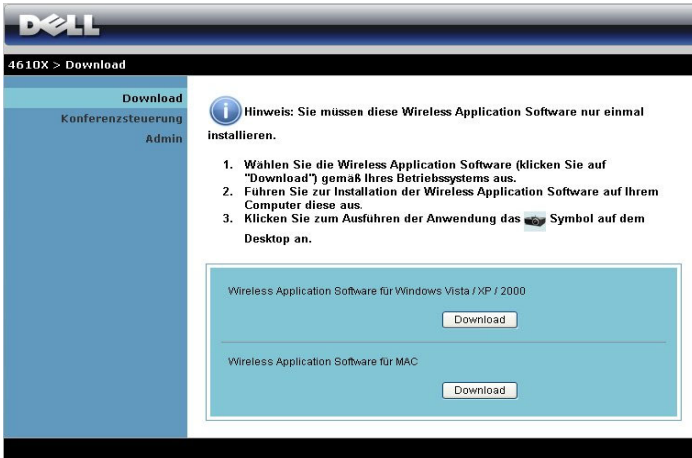 DELL
4610X > Download
Download
Konferenzsteuerung
Admin
Hinweis: Sie müssen diese Wireless Application Software nur einmal
installieren.
1. Wählen Sie die Wireless Application Software (klicken Sie auf
"Download") gemäß Ihres Betriebssystems aus.
2. Führen Sie zur Installation der Wireless Application Software auf Ihrem
Computer diese aus.
3. Klicken Sie zum Ausführen der Anwendung das Symbol auf dem
Desktop an.
Wireless Application Software für Windows Vista / XP / 2000
Download
Wireless Application Software für MAC
Download